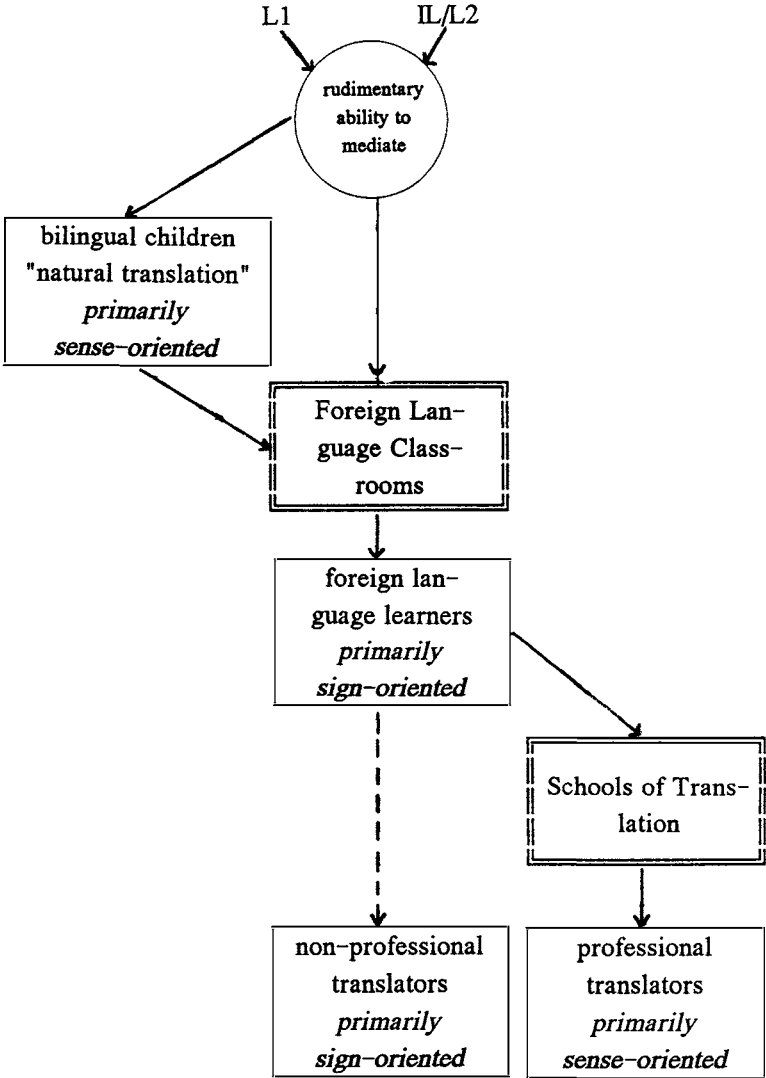 L1
IL/L2
rudimentary
ability to
mediate
bilingual children
"natural translation"
primarily
sense-oriented
Foreign Lan-
guage Class-
rooms
foreign lan-
guage learners
primarily
sign-oriented
Schools of Trans-
lation
non-professional
translators
primarily
sign-oriented
professional
translators
primarily
sense-oriented